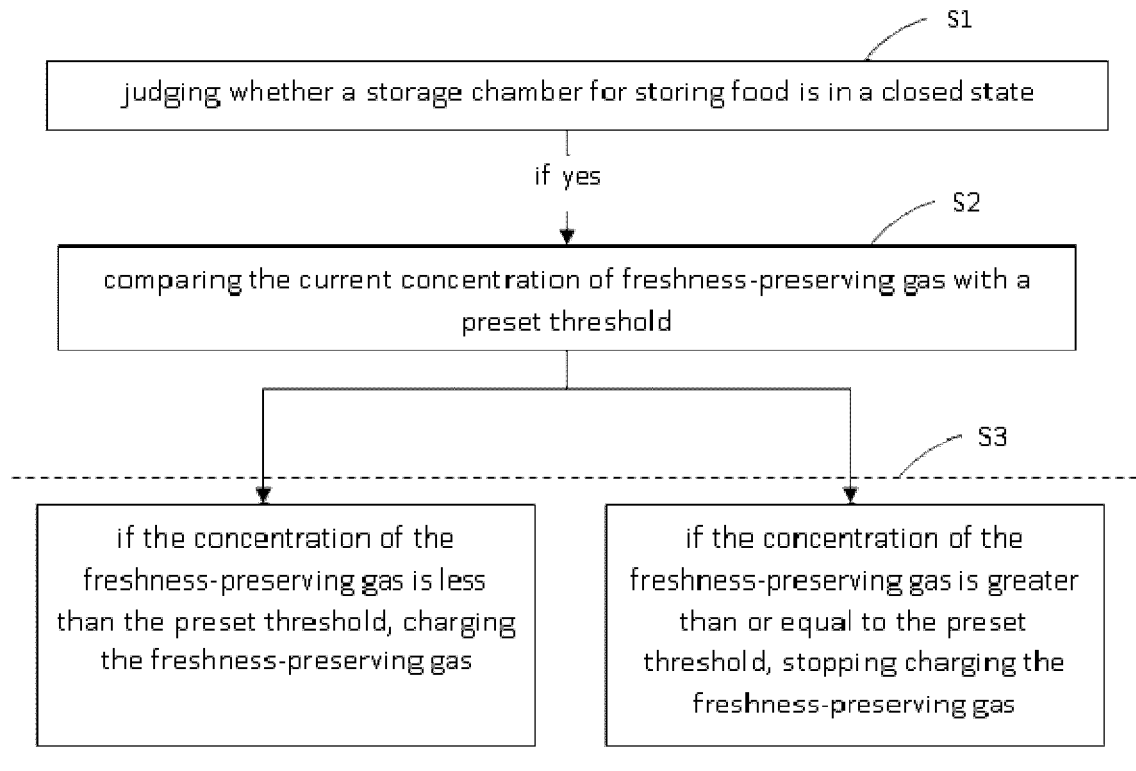 S1
judging whether a storage chamber for storing food is in a closed state
if yes
S2
comparing the current concentration of freshness-preserving gas with a
preset threshold
S3
if the concentration of the
freshness-preserving gas is less
than the preset threshold, charging
the freshness-preserving gas
if the concentration of the
freshness-preserving gas is greater
than or equal to the preset
threshold, stopping charging the
freshness-preserving gas